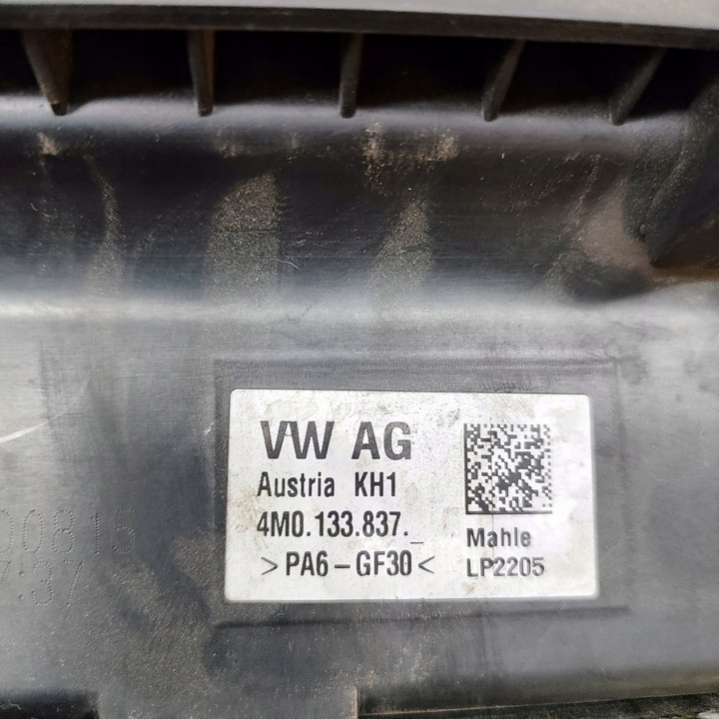 VW AG
Austria KH1
4M0.133.837._
>PA6-GF30<
Mahle
LP2205